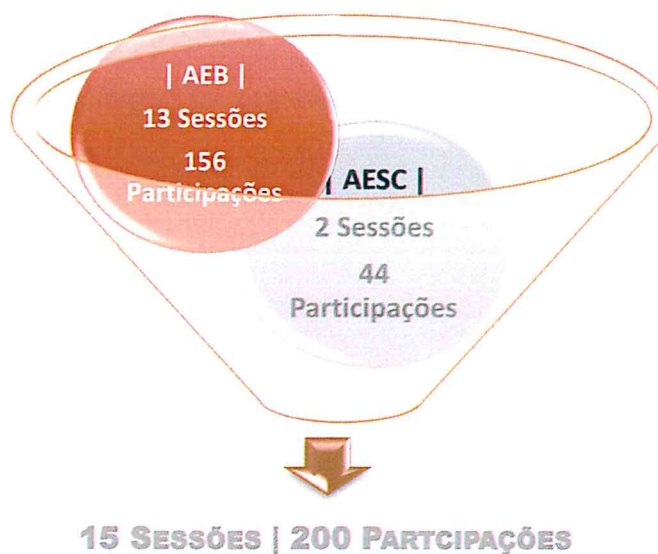 | AEB |
13 Sessões
156
Participações
| AESC |
2 Sessões
44
Participações
15 SESSÕES | 200 PARTCIPAÇÕES